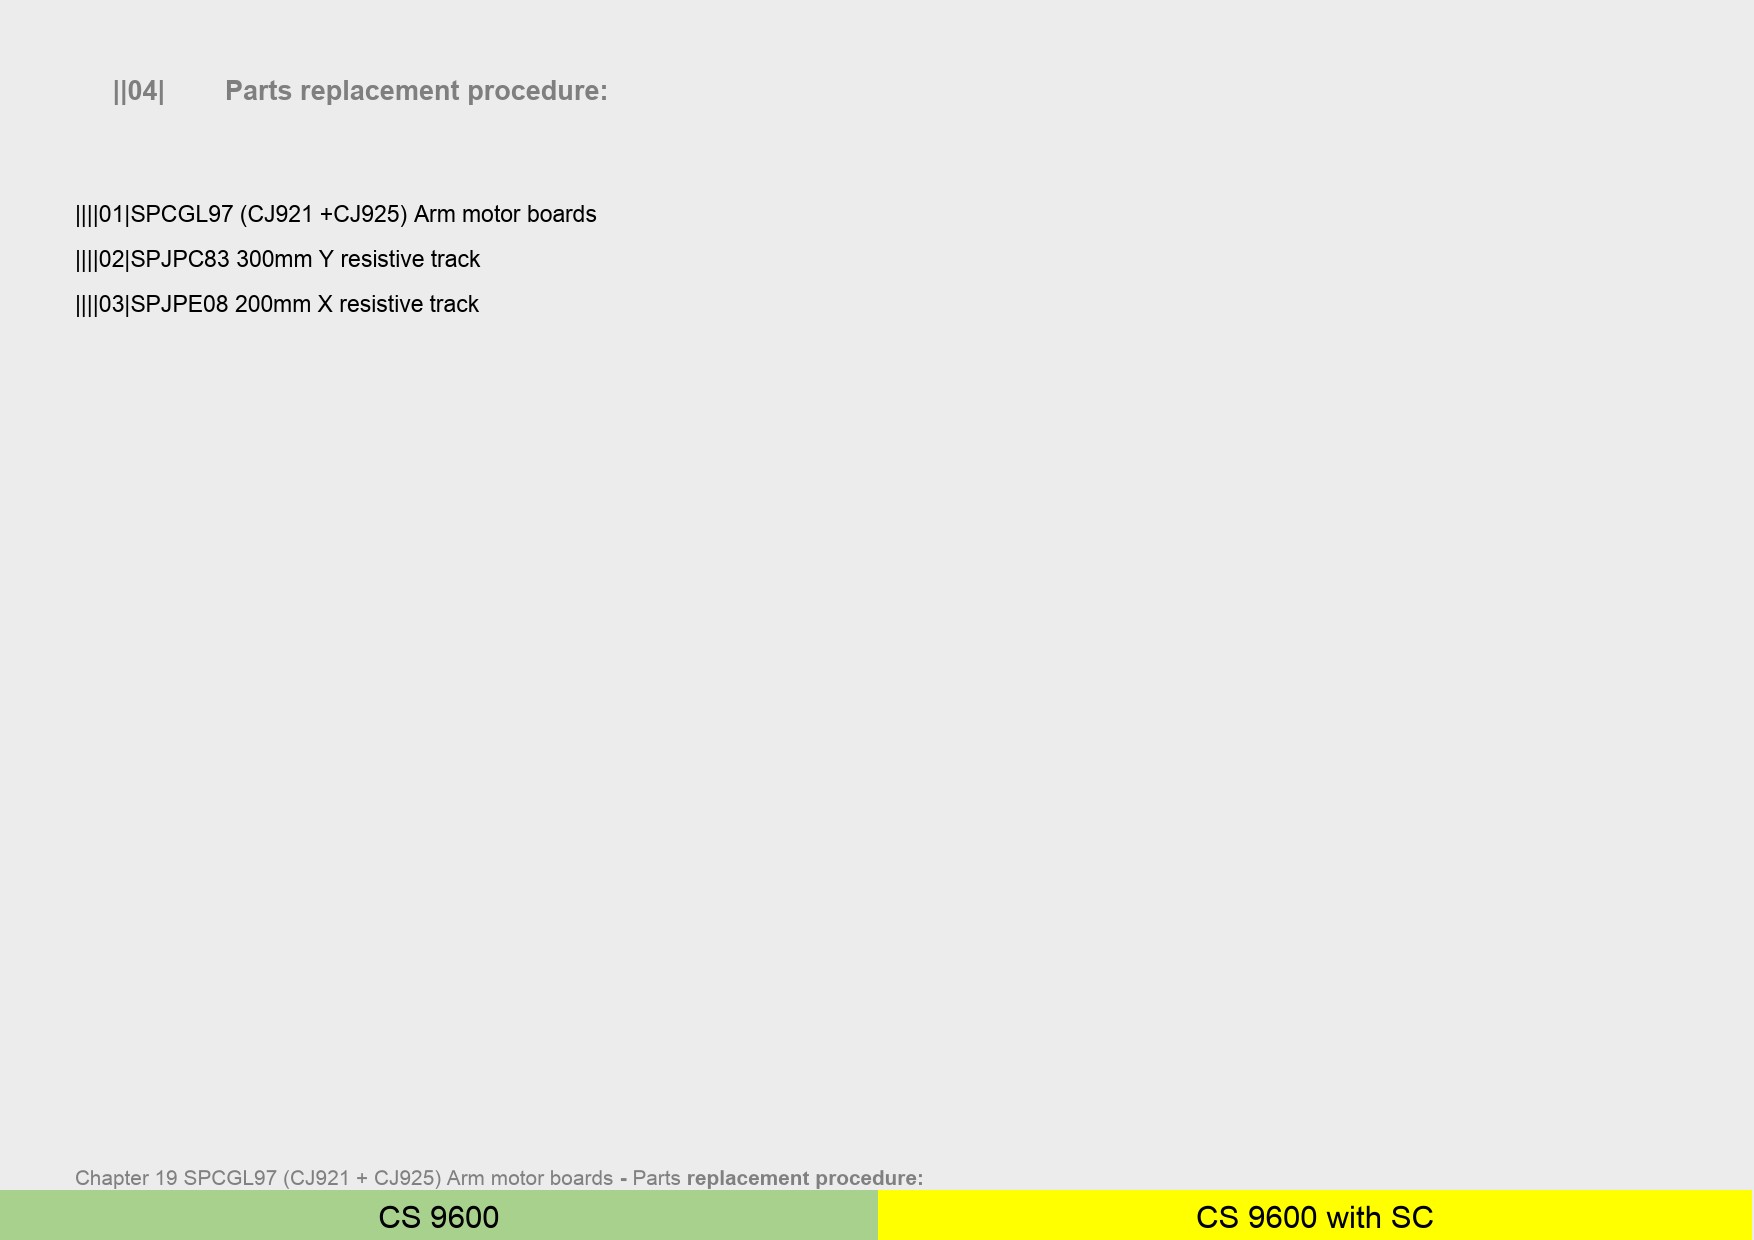 ||04| Parts replacement procedure:
||||01|SPCGL97 (CJ921 +CJ925) Arm motor boards
||||02|SPJPC83 300mm Y resistive track
||||03|SPJPE08 200mm X resistive track
Chapter 19 SPCGL97 (CJ921 + CJ925) Arm motor boards - Parts replacement procedure:
CS 9600
CS 9600 with SC